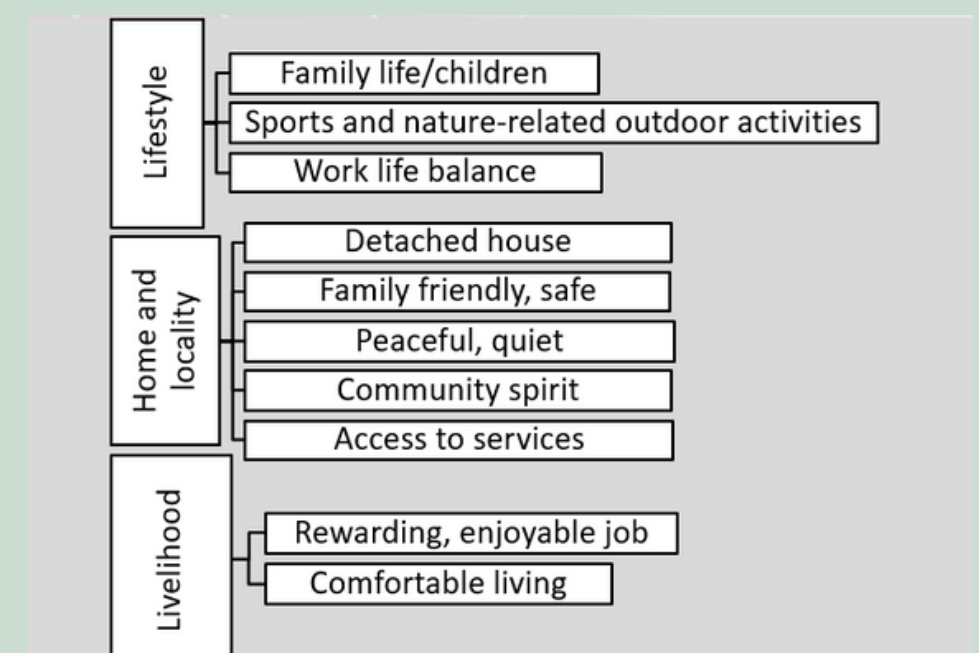 Lifestyle
Family life/children
Sports and nature-related outdoor activities
Work life balance
Home and
locality
Detached house
Family friendly, safe
Peaceful, quiet
Community spirit
Access to services
Livelihood
Rewarding, enjoyable job
Comfortable living